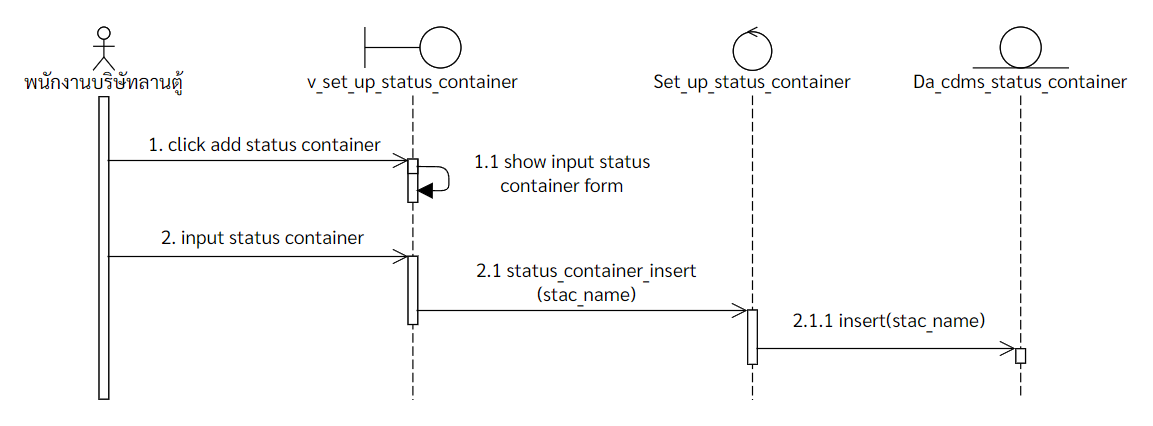 พนักงานบริษัทลานตู้
v_set_up_status_container
Set_up_status_container
Da_cdms_status_container
1. click add status container
1.1 show input status
container form
2. input status container
2.1 status_container_insert
(stac_name)
2.1.1 insert(stac_name)